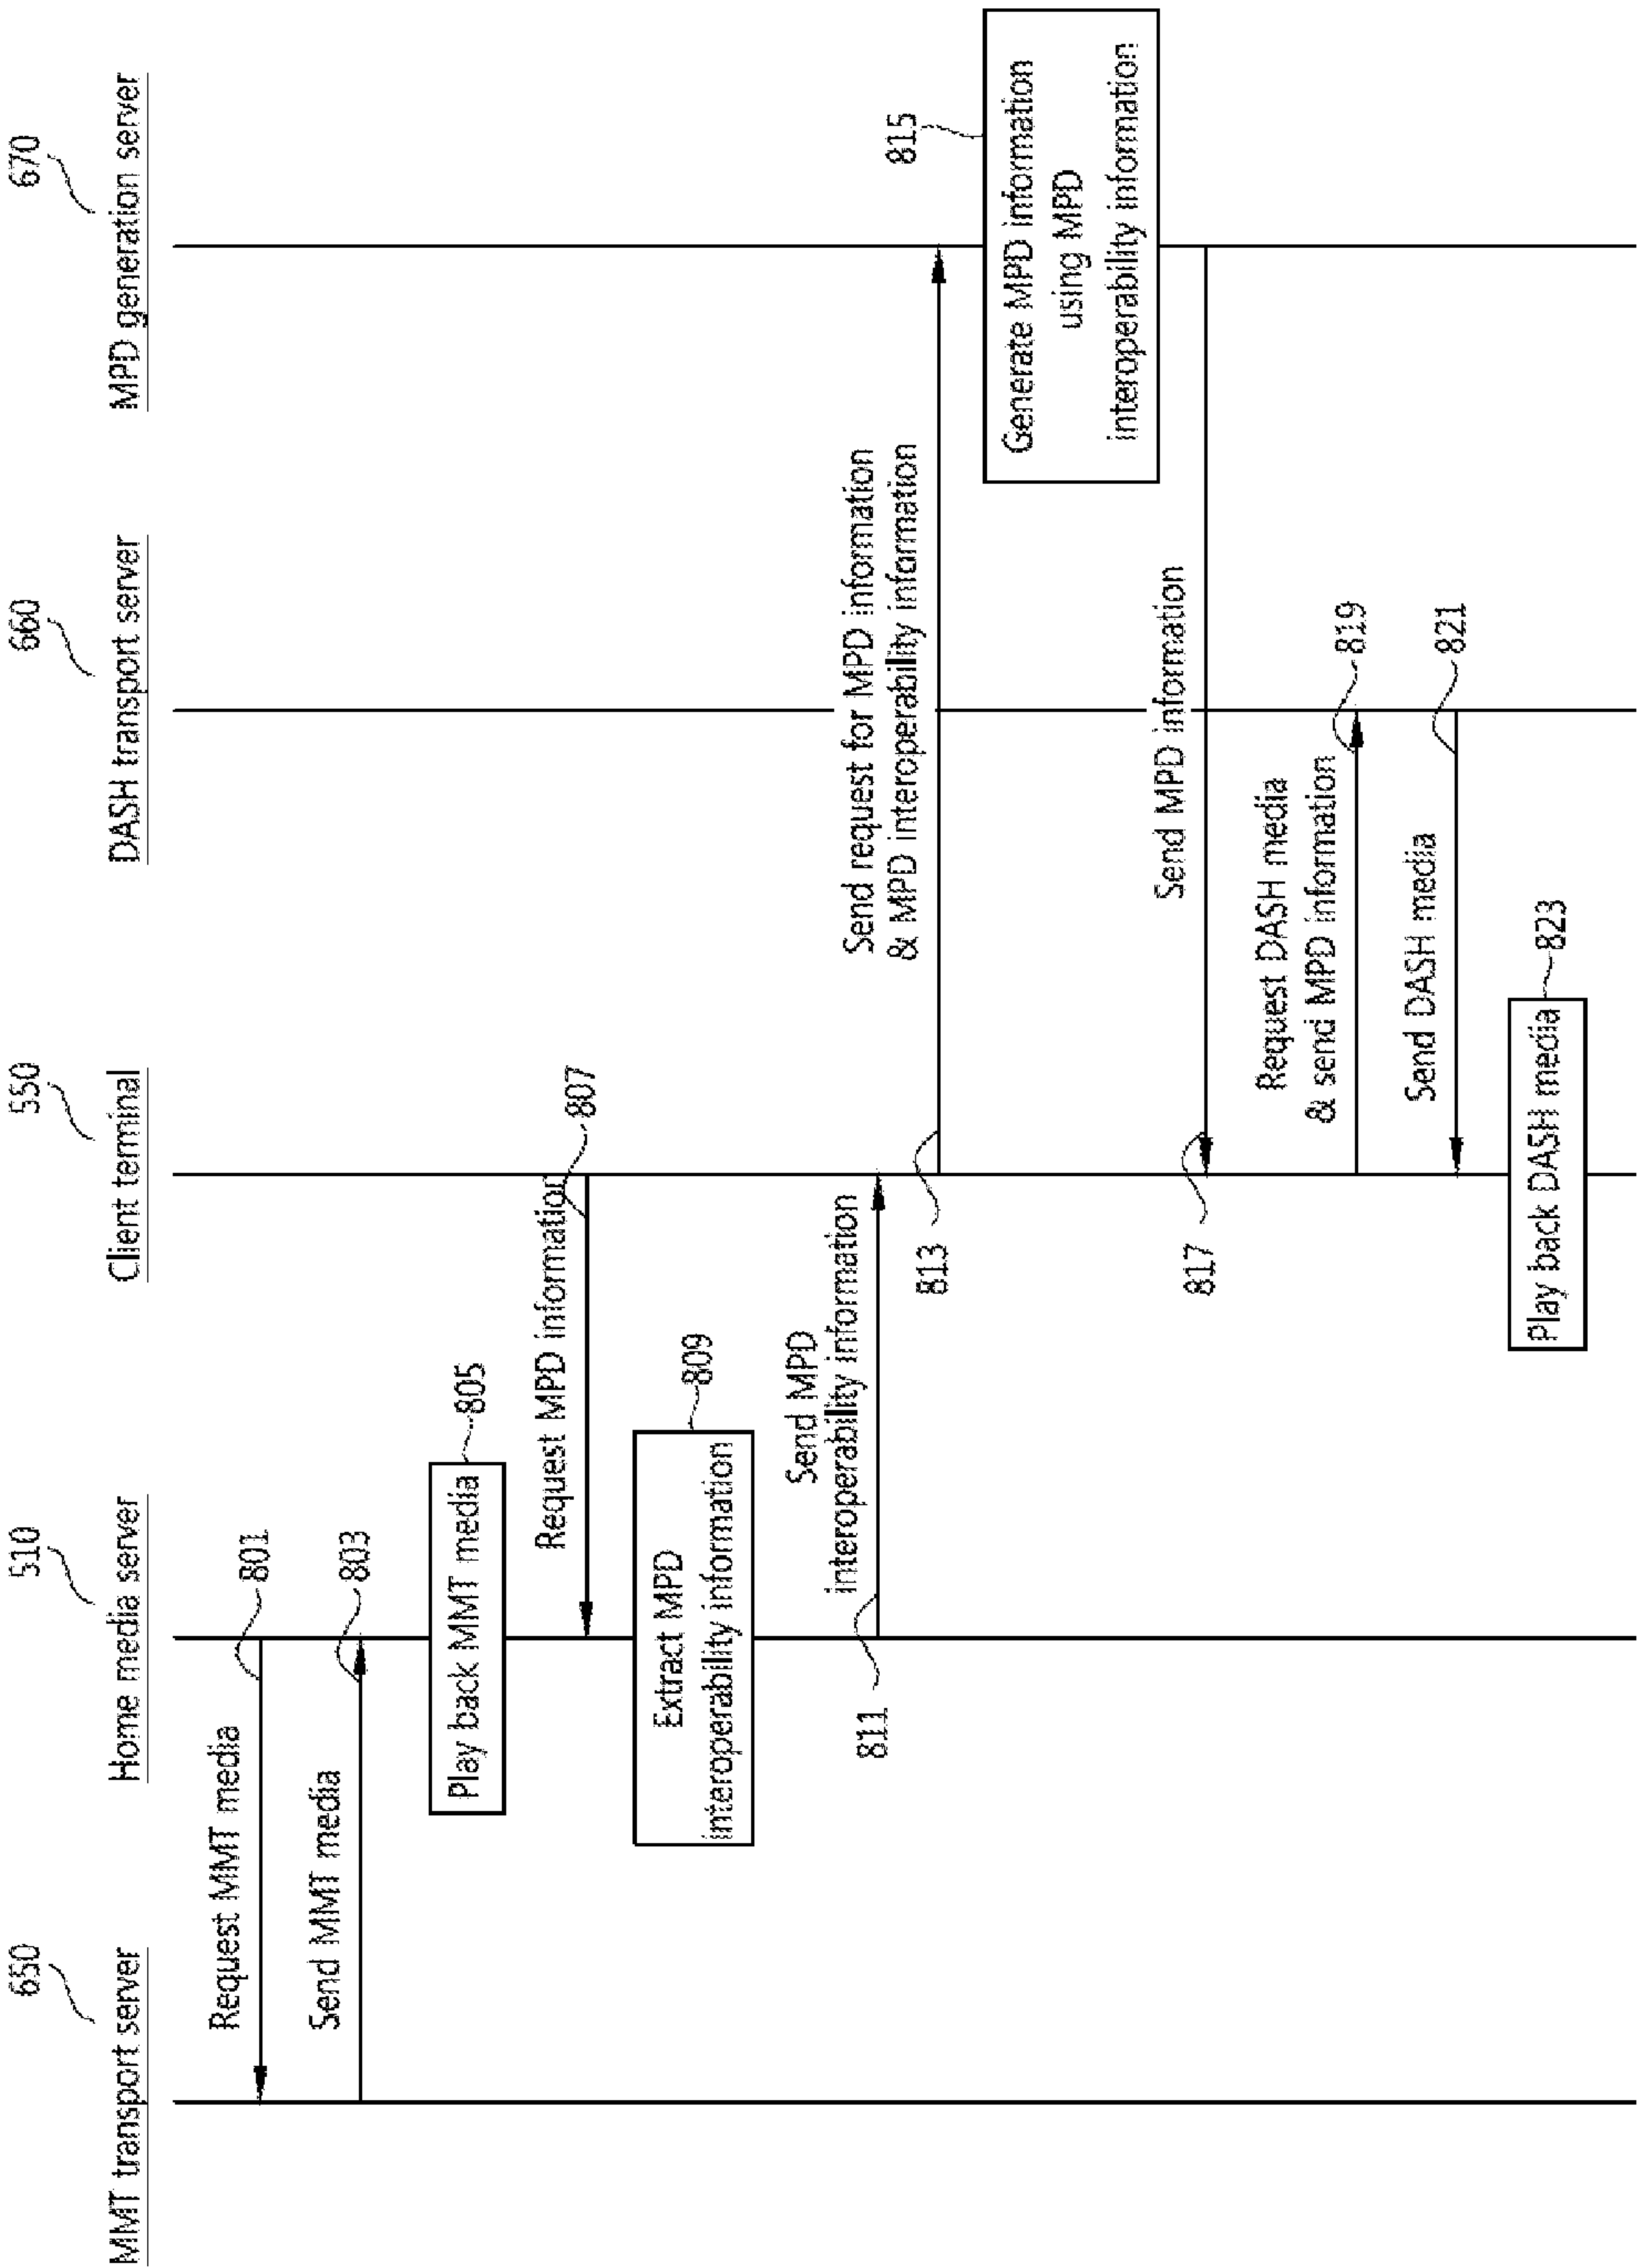 650
MMT transport server
510
Home media server
550
Client terminal
660
DASH transport server
670
MPD generation server
Request MMT media
801
Send MMT media
803
Play back MMT media
805
Request MPD information
807
Extract MPD
interoperability information
809
Send MPD
interoperability information
811
Send request for MPD information
& MPD interoperability information
813
Generate MPD information
using MPD
interoperability information
815
Send MPD information
817
Request DASH media
& send MPD information
819
Send DASH media
821
Play back DASH media
823